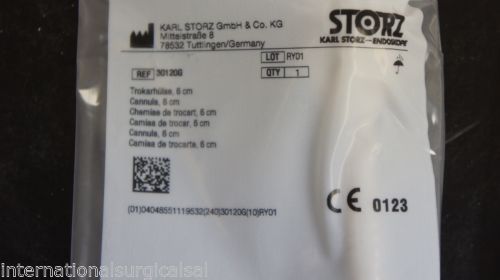 KARL STORZ GmbH & Co. KG
Mittelstraße 8
78532 Tuttlingen/Germany
STORZ
KARL STORZ—ENDOSKOPE
LOT RY01
REF 30120G
QTY 1
Trokarhülse, 6 cm
Cannula, 6 cm
Chemise de trocart, 6 cm
Camisa de trocar, 6 cm
Cannula, 6 cm
Camisa de trocarte, 6 cm
(01)04048551119532(240)30120G(10)RY01
CE 0123
internationalsurgicalsal